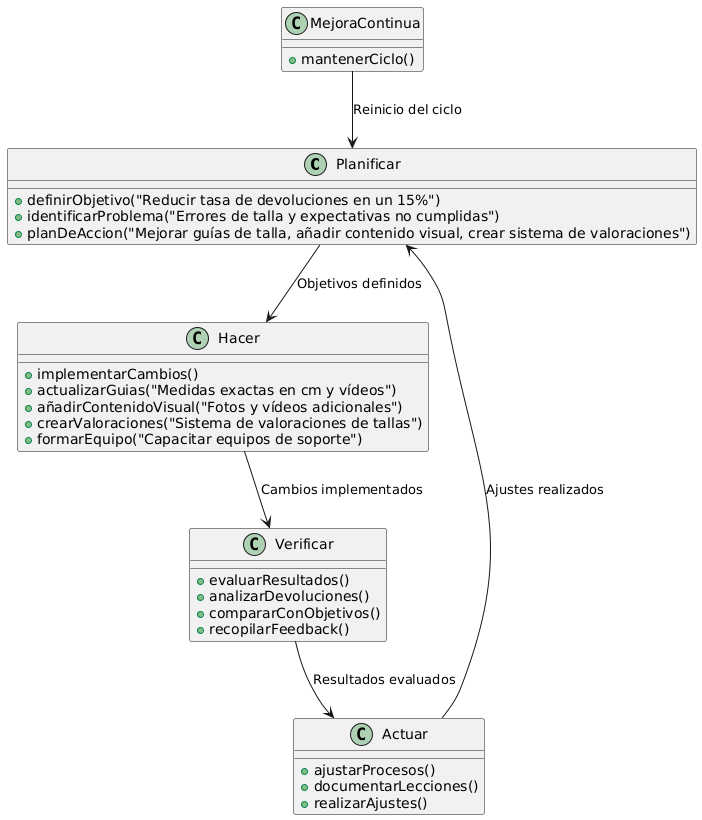 C MejoraContinua
mantenerCiclo()
Reinicio del ciclo
C Planificar
definirObjetivo("Reducir tasa de devoluciones en un 15%")
identificarProblema("Errores de talla y expectativas no cumplidas")
planDeAccion("Mejorar guías de talla, añadir contenido visual, crear sistema de valoraciones")
Objetivos definidos
C Hacer
implementarCambios()
actualizarGuias("Medidas exactas en cm y vídeos")
añadirContenidoVisual("Fotos y vídeos adicionales")
crearValoraciones("Sistema de valoraciones de tallas")
formarEquipo("Capacitar equipos de soporte")
Cambios implementados
Ajustes realizados
C Verificar
evaluarResultados()
analizarDevoluciones()
compararConObjetivos()
recopilarFeedback()
Resultados evaluados
C Actuar
ajustarProcesos()
documentarLecciones()
realizarAjustes()